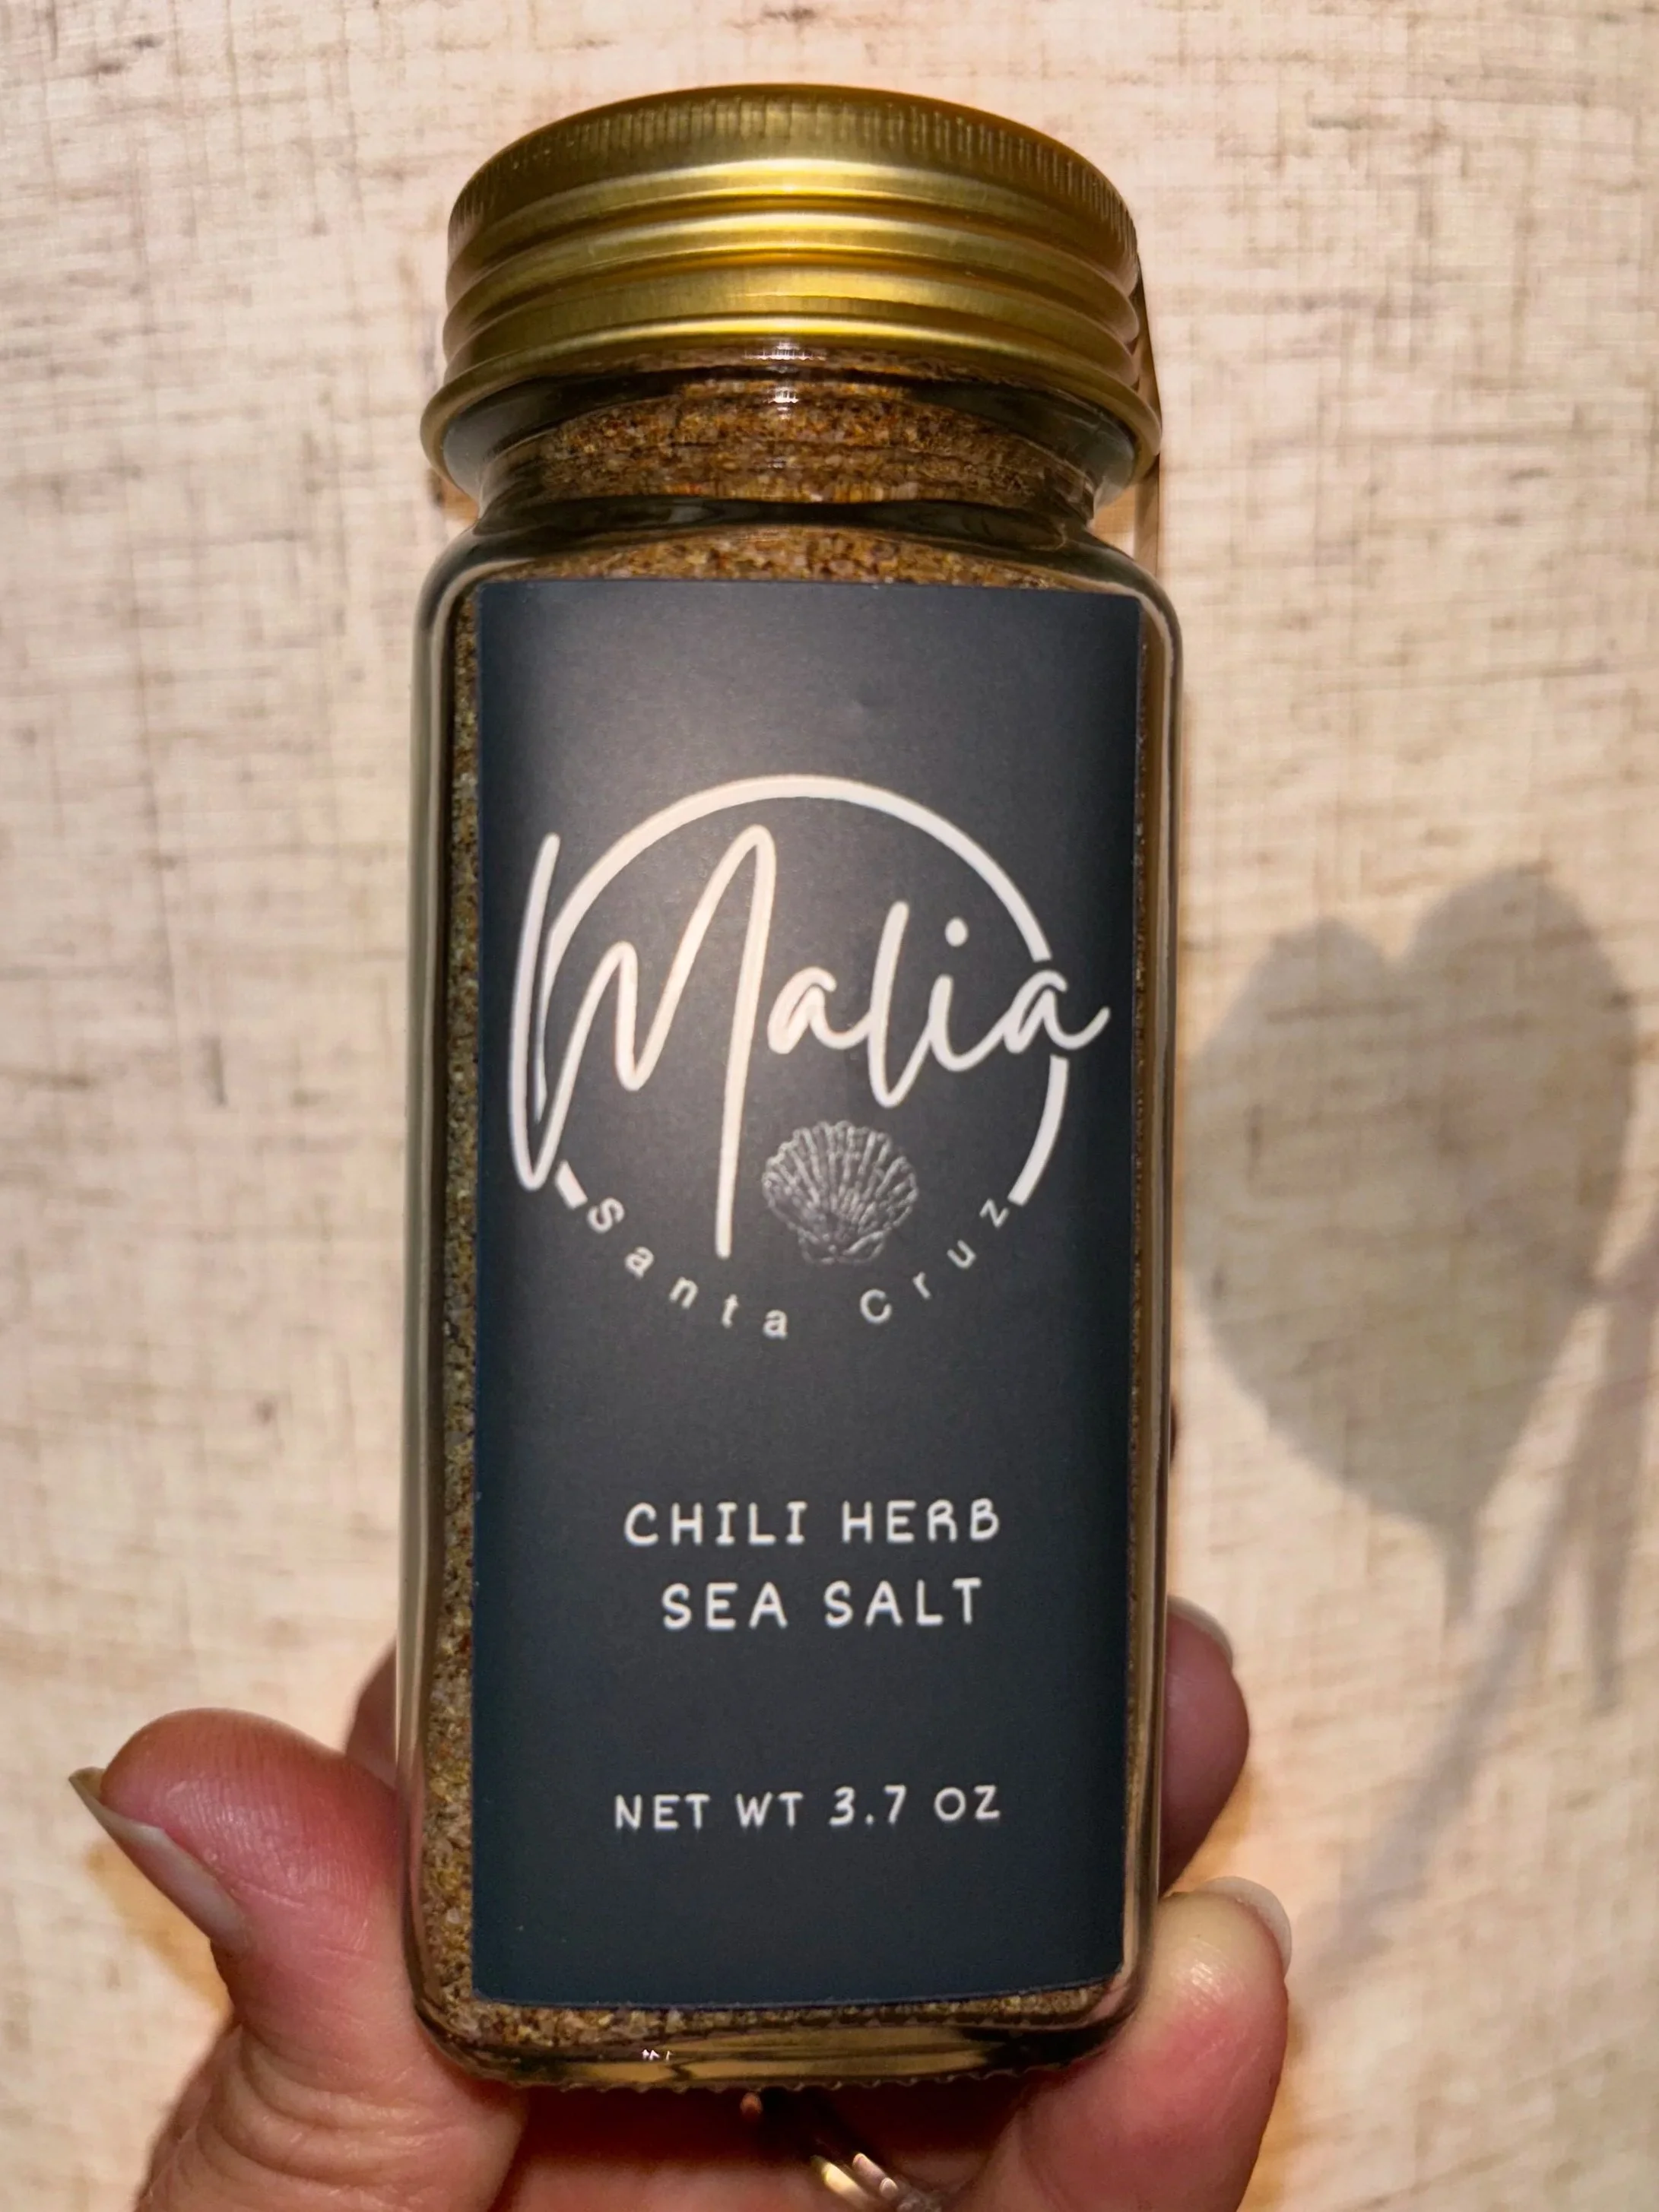 Malia
Santa Cruz
CHILI HERB
SEA SALT
NET WT 3.7 OZ